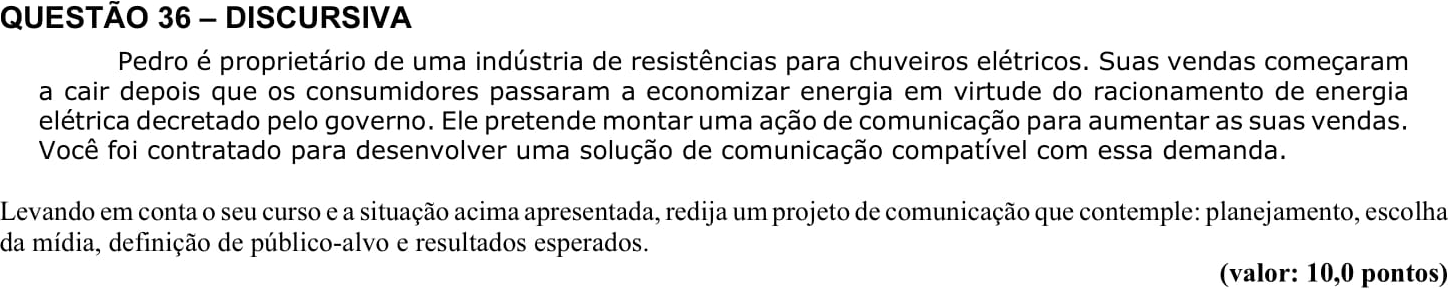 QUESTÃO 36 – DISCURSIVA
Pedro é proprietário de uma indústria de resistências para chuveiros elétricos. Suas vendas começaram
a cair depois que os consumidores passaram a economizar energia em virtude do racionamento de energia
elétrica decretado pelo governo. Ele pretende montar uma ação de comunicação para aumentar as suas vendas.
Você foi contratado para desenvolver uma solução de comunicação compatível com essa demanda.
Levando em conta o seu curso e a situação acima apresentada, redija um projeto de comunicação que contemple: planejamento, escolha
da mídia, definição de público-alvo e resultados esperados.
(valor: 10,0 pontos)